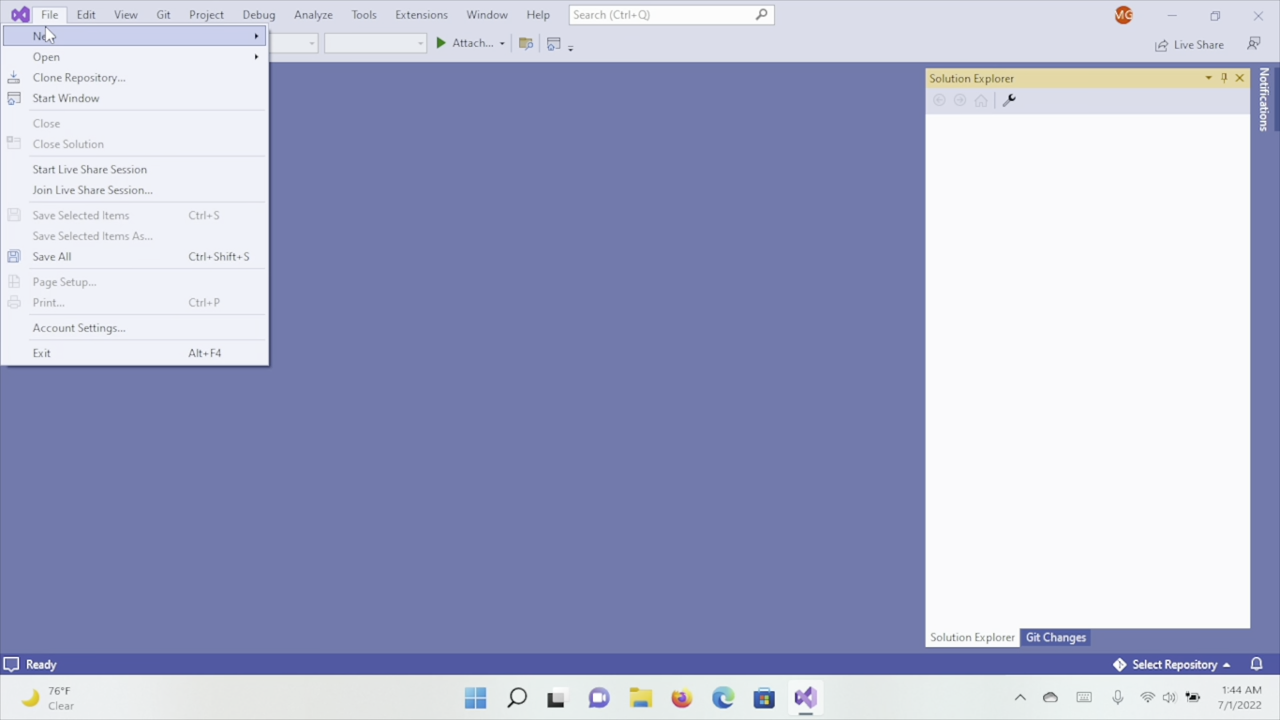 File Edit View Git Project Debug Analyze Tools Extensions Window Help Search (Ctrl+Q) MG
Attach... Live Share
Open
Clone Repository...
Start Window
Close
Close Solution
Start Live Share Session
Join Live Share Session...
Save Selected Items Ctrl+S
Save Selected Items As...
Save All Ctrl+Shift+S
Page Setup...
Print... Ctrl+P
Account Settings...
Exit Alt+F4
Solution Explorer
Notifications
Solution Explorer Git Changes
Ready Select Repository
76°F
Clear
1:44 AM
7/1/2022